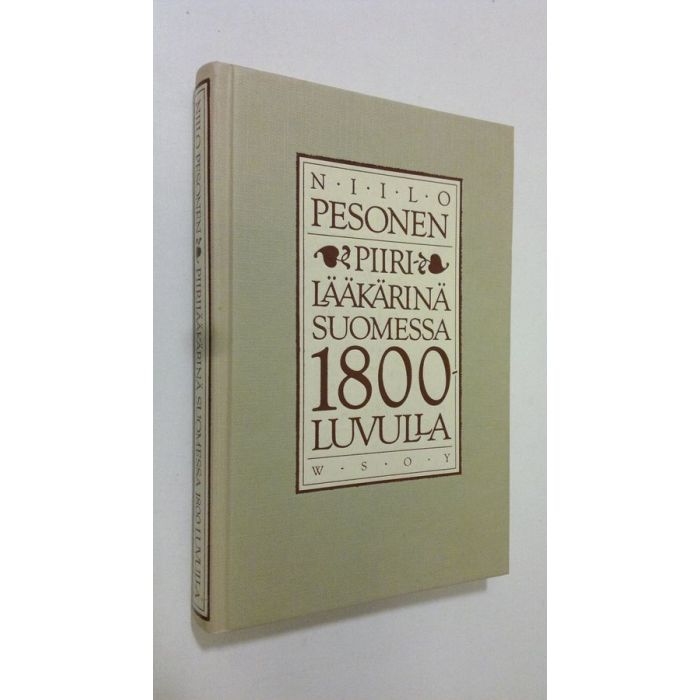 N·I·I·L·O
PESONEN
PIIRI-
LÄÄKÄRINÄ
SUOMESSA
1800-
LUVULLA
W·S·O·Y
NIILO PESONEN PIIRILÄÄKÄRINÄ SUOMESSA 1800-LUVULLA